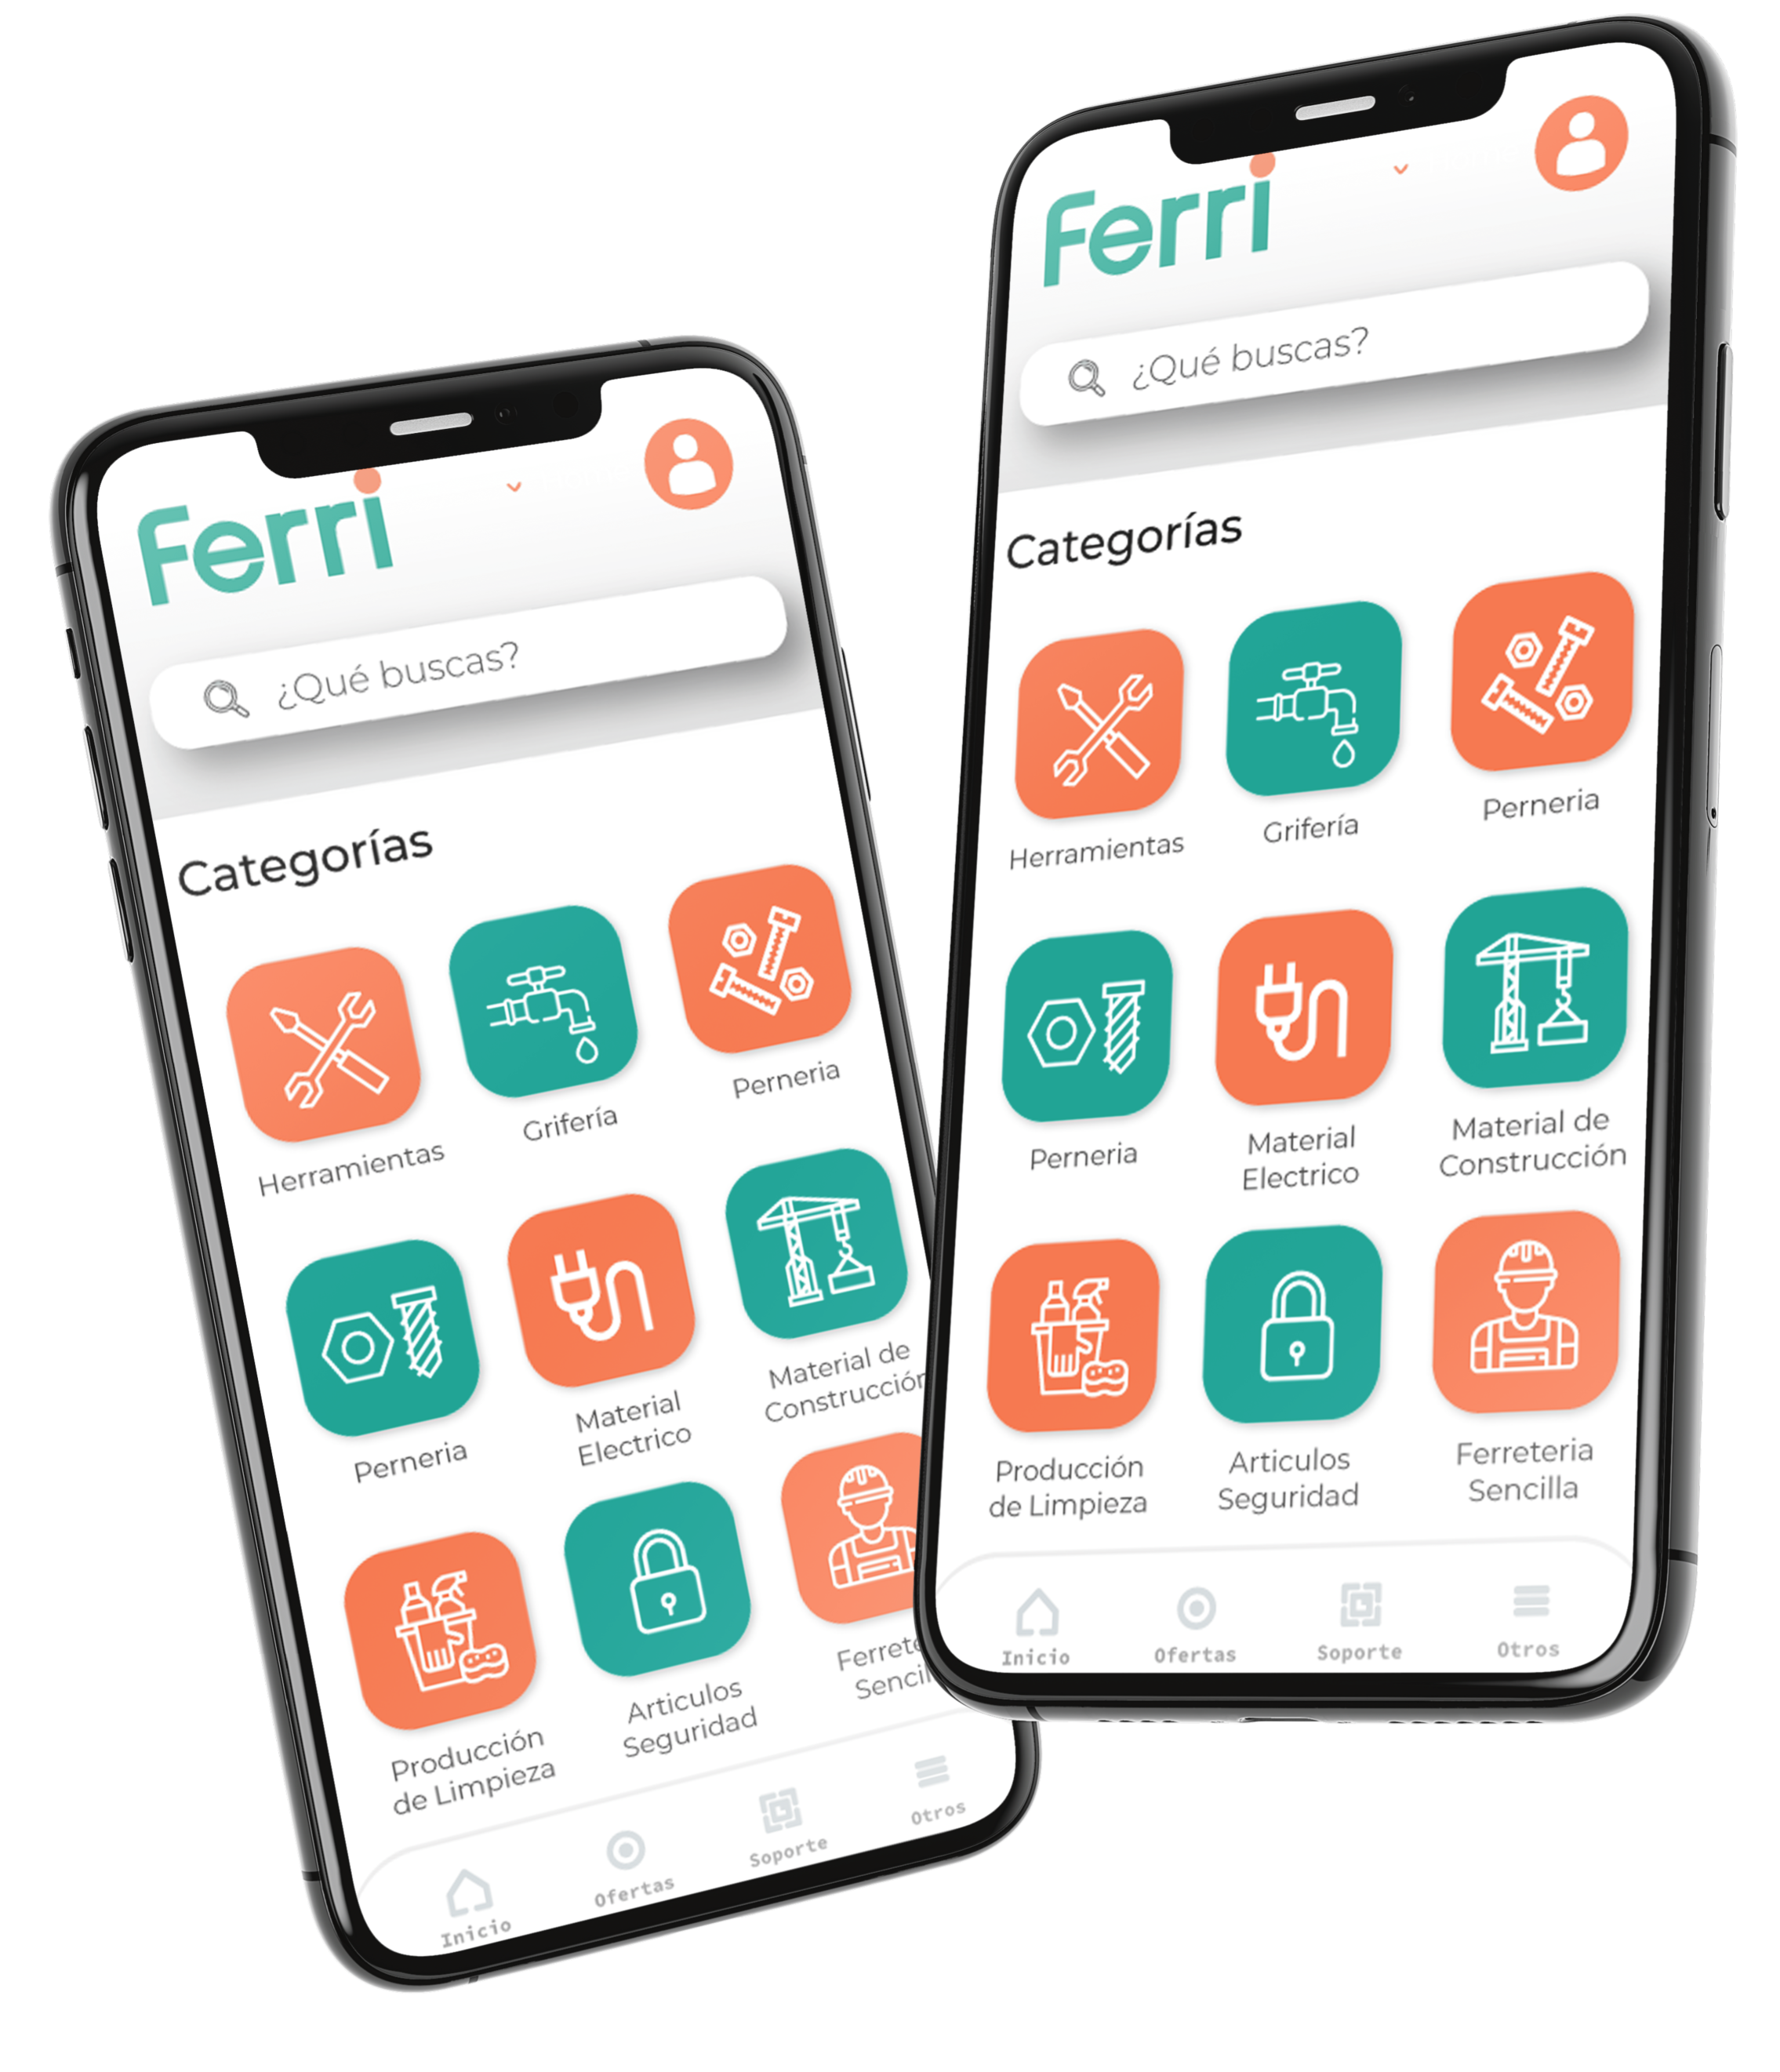 Ferri
¿Qué buscas?
Categorías
Herramientas
Grifería
Perneria
Perneria
Material
Electrico
Material de
Construcción
Producción
de Limpieza
Articulos
Seguridad
Sencil
Inicio
Ofertas
Soporte
Otros
Ferri
¿Qué buscas?
Categorías
Herramientas
Grifería
Perneria
Perneria
Material
Electrico
Material de
Construcción
Producción
de Limpieza
Articulos
Seguridad
Ferreteria
Sencilla
Inicio
Ofertas
Soporte
Otros